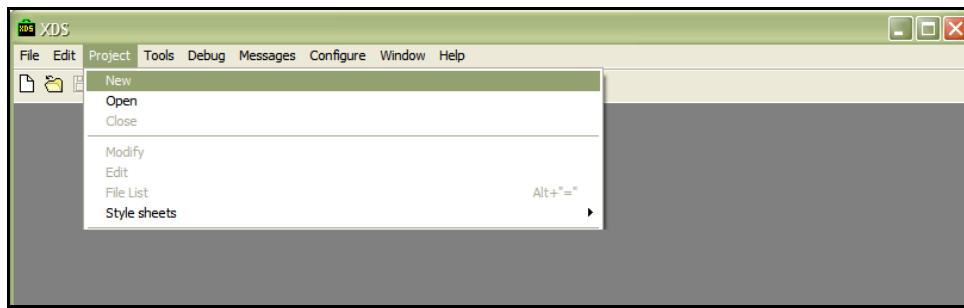 XDS XDS
File Edit Project Tools Debug Messages Configure Window Help
New
Open
Close
Modify
Edit
File List Alt+"="
Style sheets